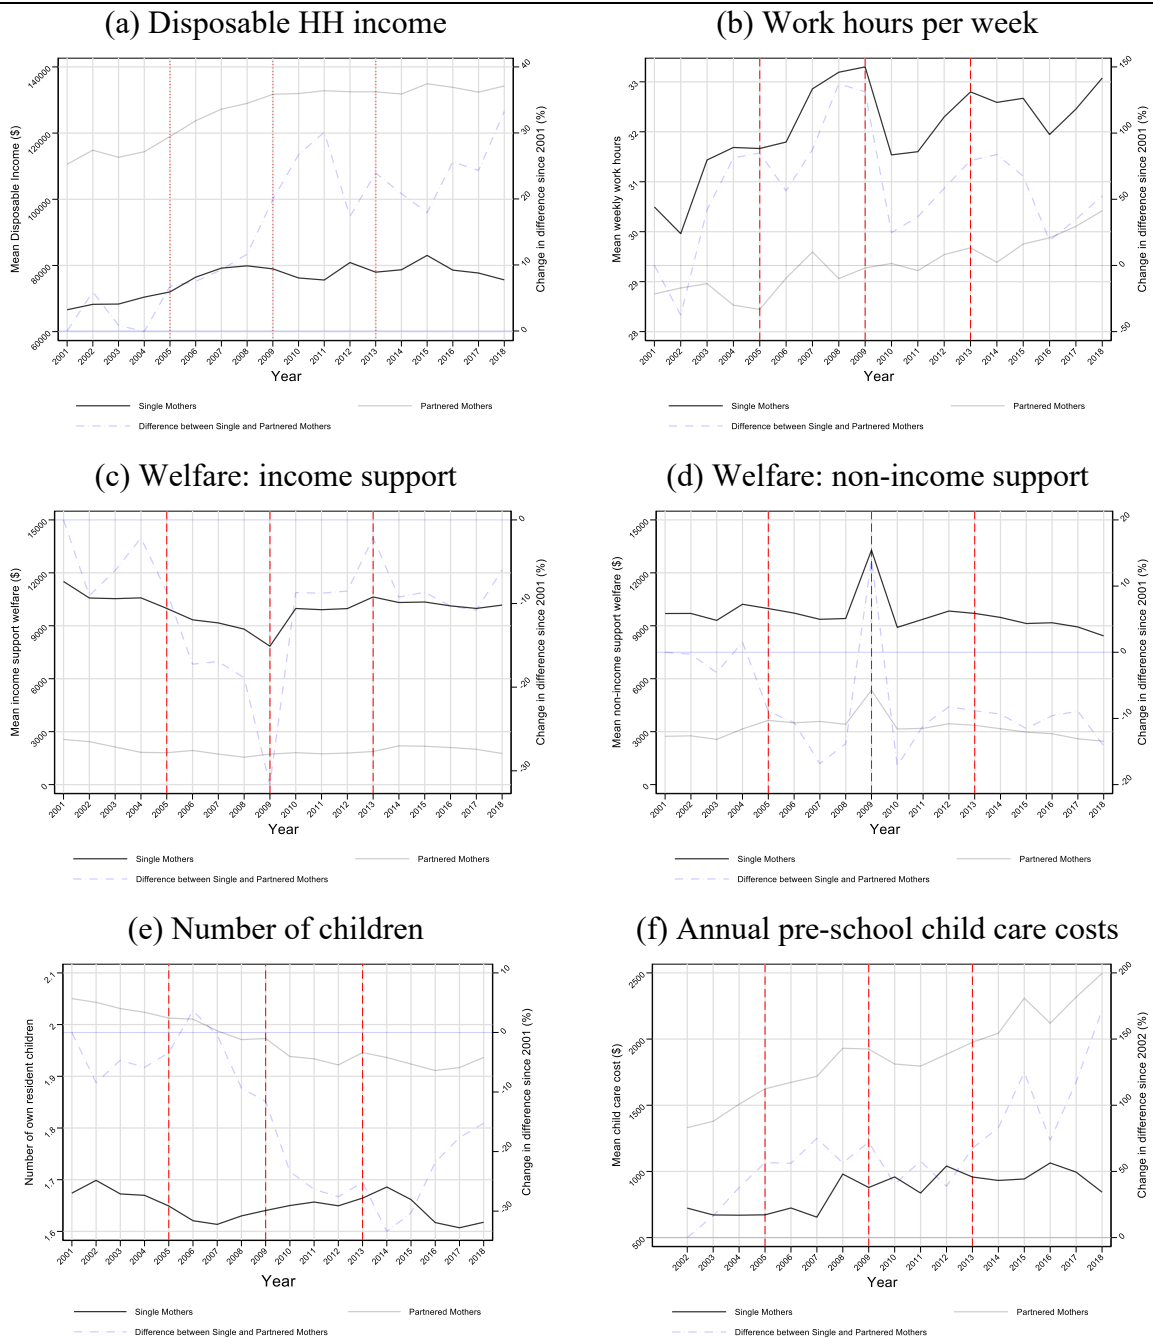 (a) Disposable HH income
Mean Disposable Income ($)
140000
120000
100000
80000
60000
40
30
20
10
0
Change in difference since 2001 (%)
2001 2002 2003 2004 2005 2006 2007 2008 2009 2010 2011 2012 2013 2014 2015 2016 2017 2018
Year
Single Mothers Partnered Mothers
Difference between Single and Partnered Mothers
(b) Work hours per week
Mean weekly work hours
33
32
31
30
29
28
150
100
50
0
-50
Change in difference since 2001 (%)
2001 2002 2003 2004 2005 2006 2007 2008 2009 2010 2011 2012 2013 2014 2015 2016 2017 2018
Year
Single Mothers Partnered Mothers
Difference between Single and Partnered Mothers
(c) Welfare: income support
Mean income support welfare ($)
15000
12000
9000
6000
3000
0
0
-10
-20
-30
Change in difference since 2001 (%)
2001 2002 2003 2004 2005 2006 2007 2008 2009 2010 2011 2012 2013 2014 2015 2016 2017 2018
Year
Single Mothers Partnered Mothers
Difference between Single and Partnered Mothers
(d) Welfare: non-income support
Mean non-income support welfare ($)
15000
12000
9000
6000
3000
0
20
10
0
-10
-20
Change in difference since 2001 (%)
2001 2002 2003 2004 2005 2006 2007 2008 2009 2010 2011 2012 2013 2014 2015 2016 2017 2018
Year
Single Mothers Partnered Mothers
Difference between Single and Partnered Mothers
(e) Number of children
Number of own resident children
2.1
2
1.9
1.8
1.7
1.6
10
0
-10
-20
-30
Change in difference since 2001 (%)
2001 2002 2003 2004 2005 2006 2007 2008 2009 2010 2011 2012 2013 2014 2015 2016 2017 2018
Year
Single Mothers Partnered Mothers
Difference between Single and Partnered Mothers
(f) Annual pre-school child care costs
Mean child care cost ($)
2500
2000
1500
1000
500
200
150
100
50
0
Change in difference since 2002 (%)
2002 2003 2004 2005 2006 2007 2008 2009 2010 2011 2012 2013 2014 2015 2016 2017 2018
Year
Single Mothers Partnered Mothers
Difference between Single and Partnered Mothers